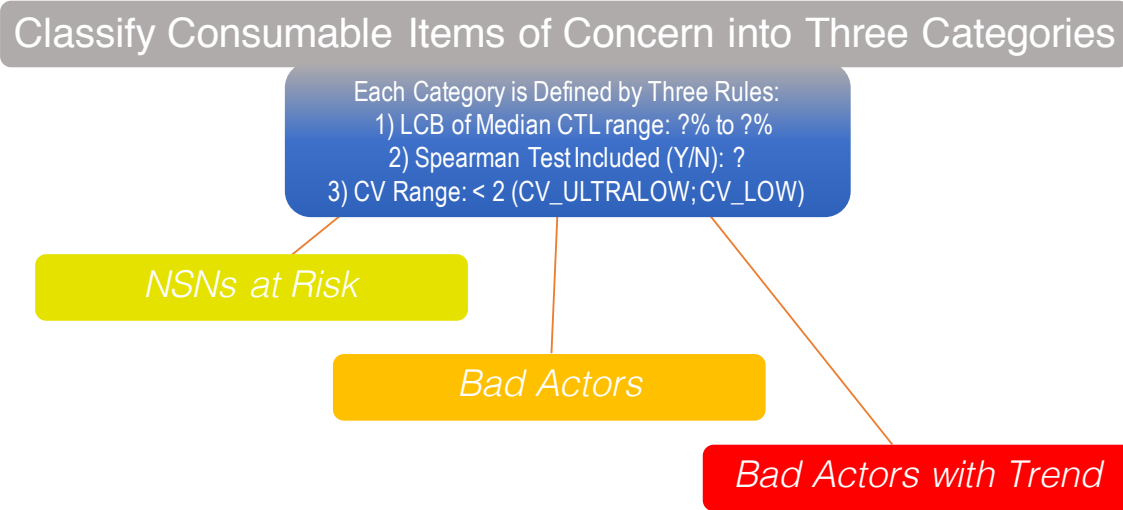 Classify Consumable Items of Concern into Three Categories
Each Category is Defined by Three Rules:
1) LCB of Median CTL range: ?% to ?%
2) Spearman Test Included (Y/N): ?
3) CV Range: < 2 (CV_ULTRALOW; CV_LOW)
NSNs at Risk
Bad Actors
Bad Actors with Trend